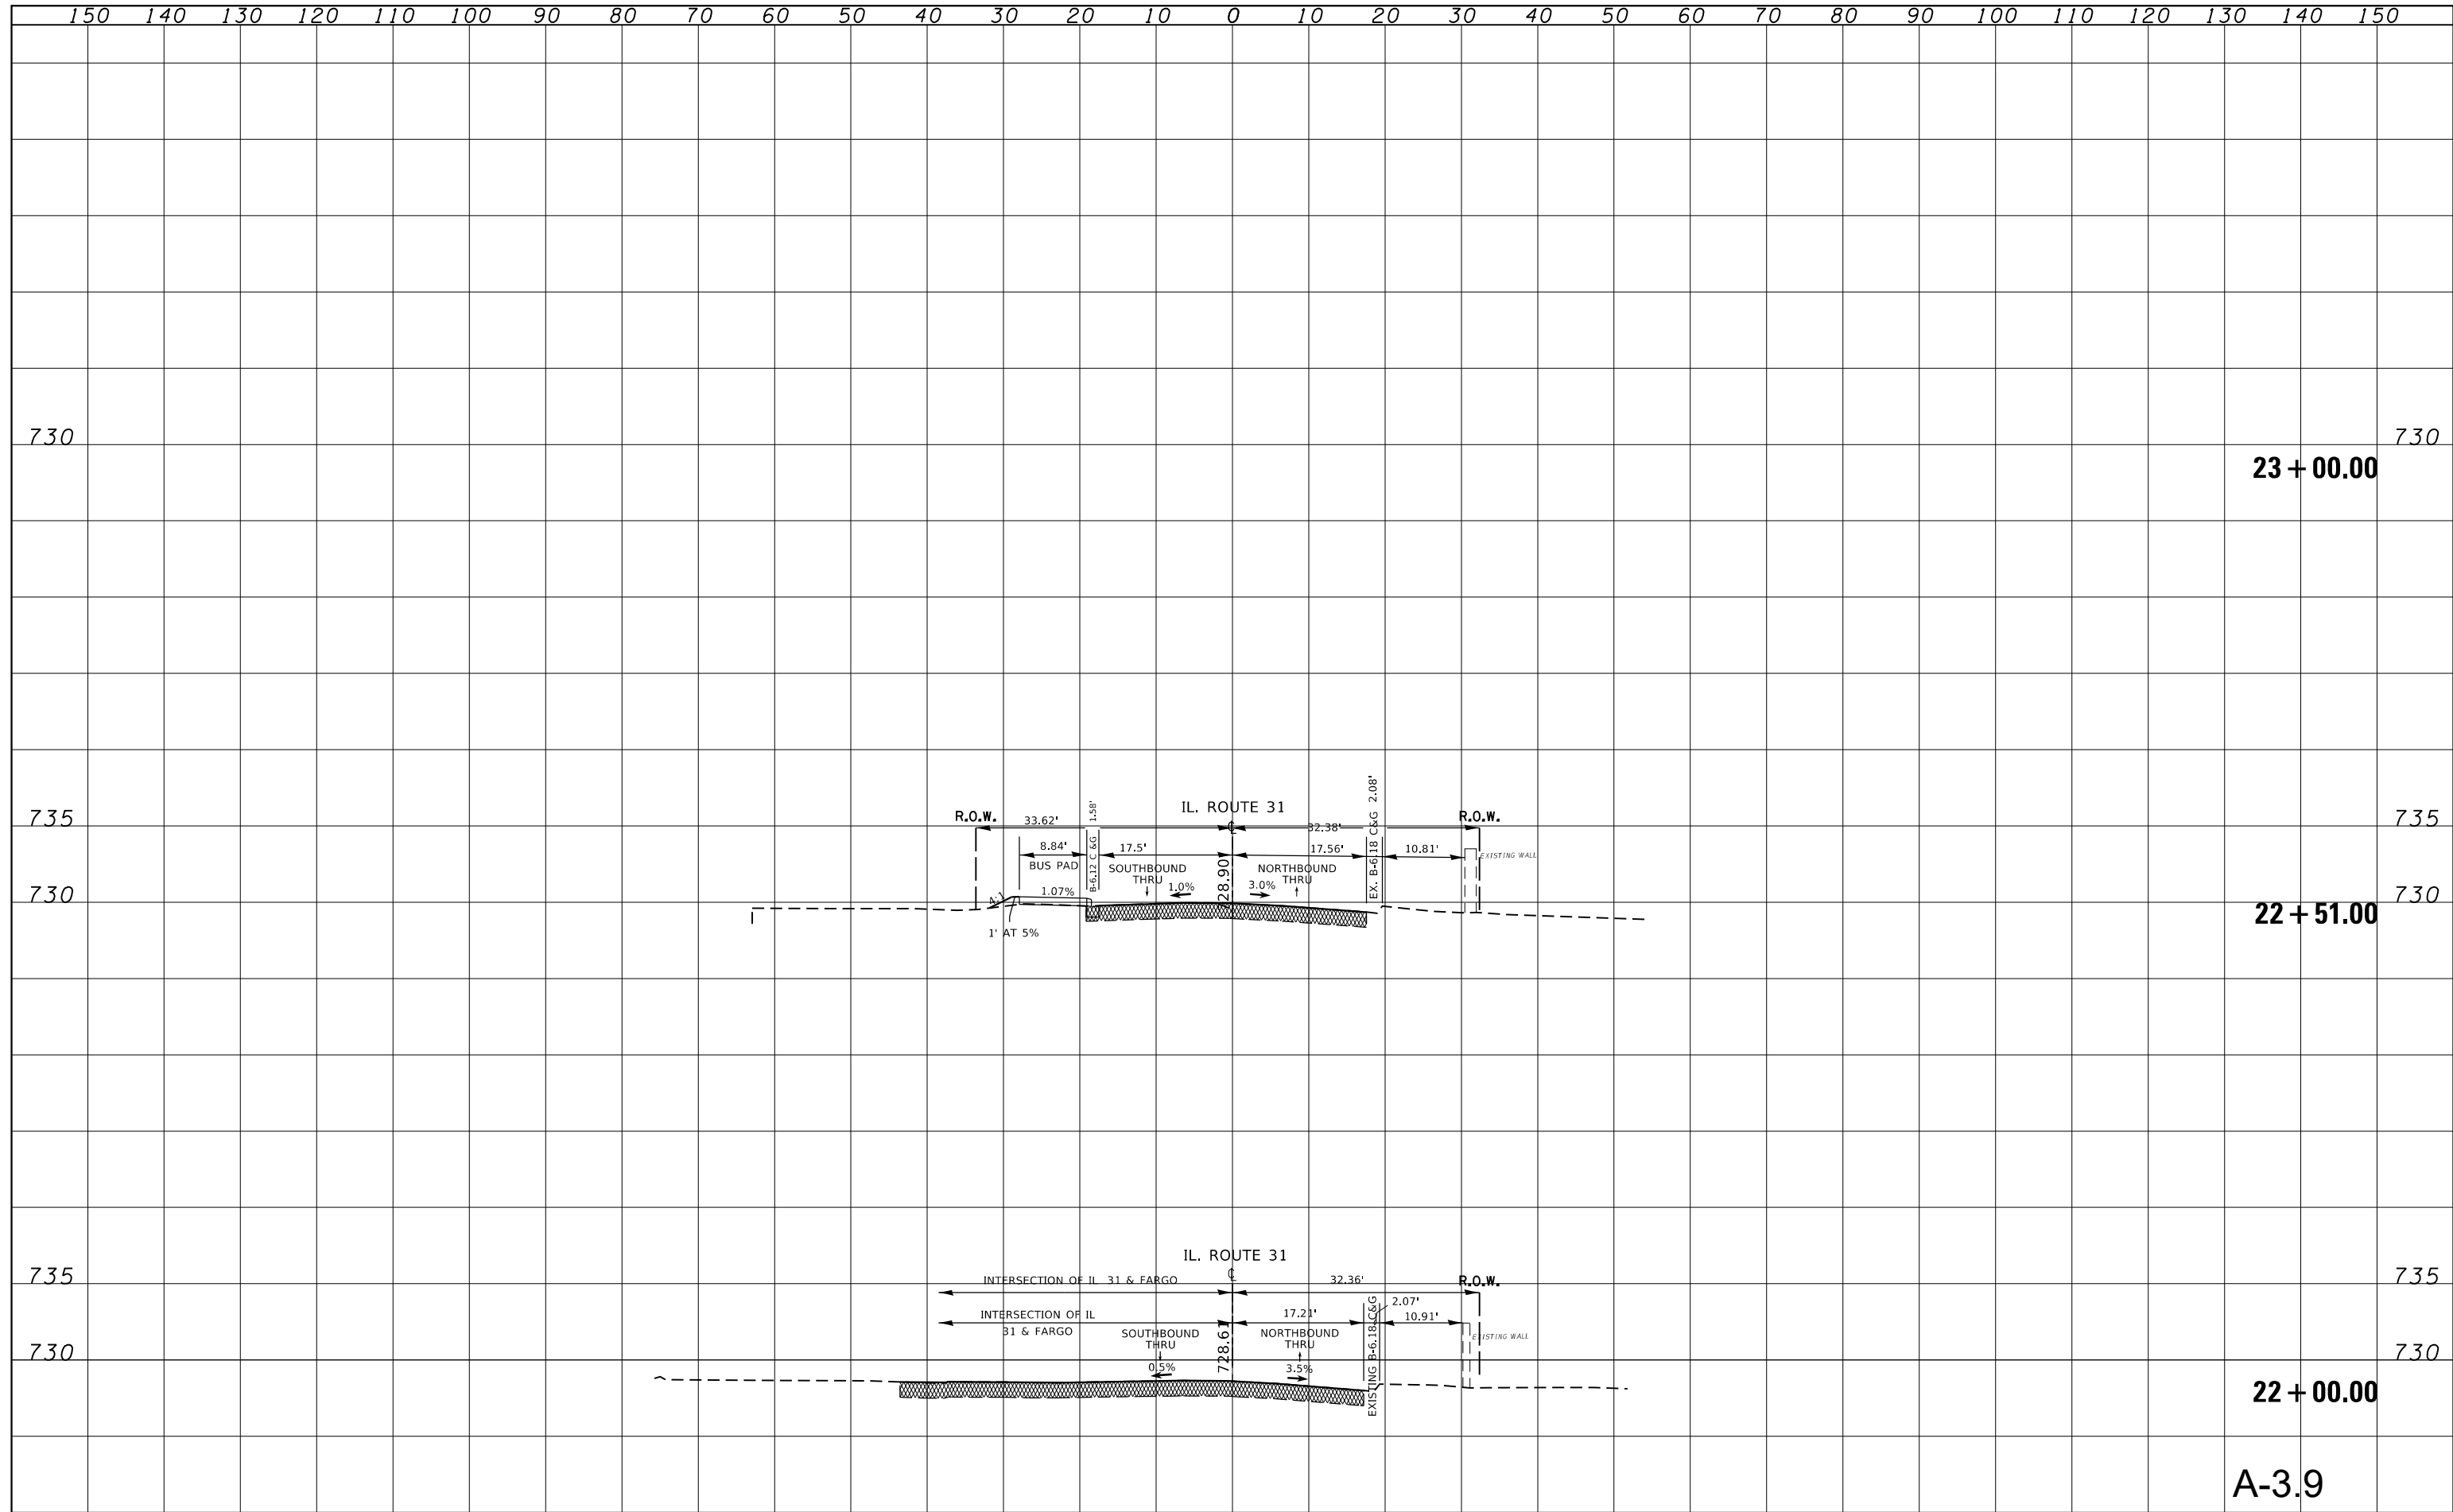 150 140 130 120 110 100 90 80 70 60 50 40 30 20 10 0 10 20 30 40 50 60 70 80 90 100 110 120 130 140 150
730 730
23+00.00
IL. ROUTE 31
735 R.O.W. 33.62' 1.58' ℄ 32.38' EX. B-6.18 C&G 2.08' R.O.W. 735
8.84' B-6.12 C&G 17.5' 17.56' 10.81' EXISTING WALL
BUS PAD SOUTHBOUND 728.90 NORTHBOUND
THRU THRU
730 4:1 1.07% 1.0% 3.0% 730
22+51.00
1' AT 5%
IL. ROUTE 31
735 INTERSECTION OF IL 31 & FARGO ℄ 32.36' R.O.W. 735
INTERSECTION OF IL 17.21' EXISTING B-6.18 C&G 2.07' 10.91'
31 & FARGO SOUTHBOUND 728.61 NORTHBOUND EXISTING WALL
THRU THRU
730 0.5% 3.5% 730
22+00.00
A-3.9